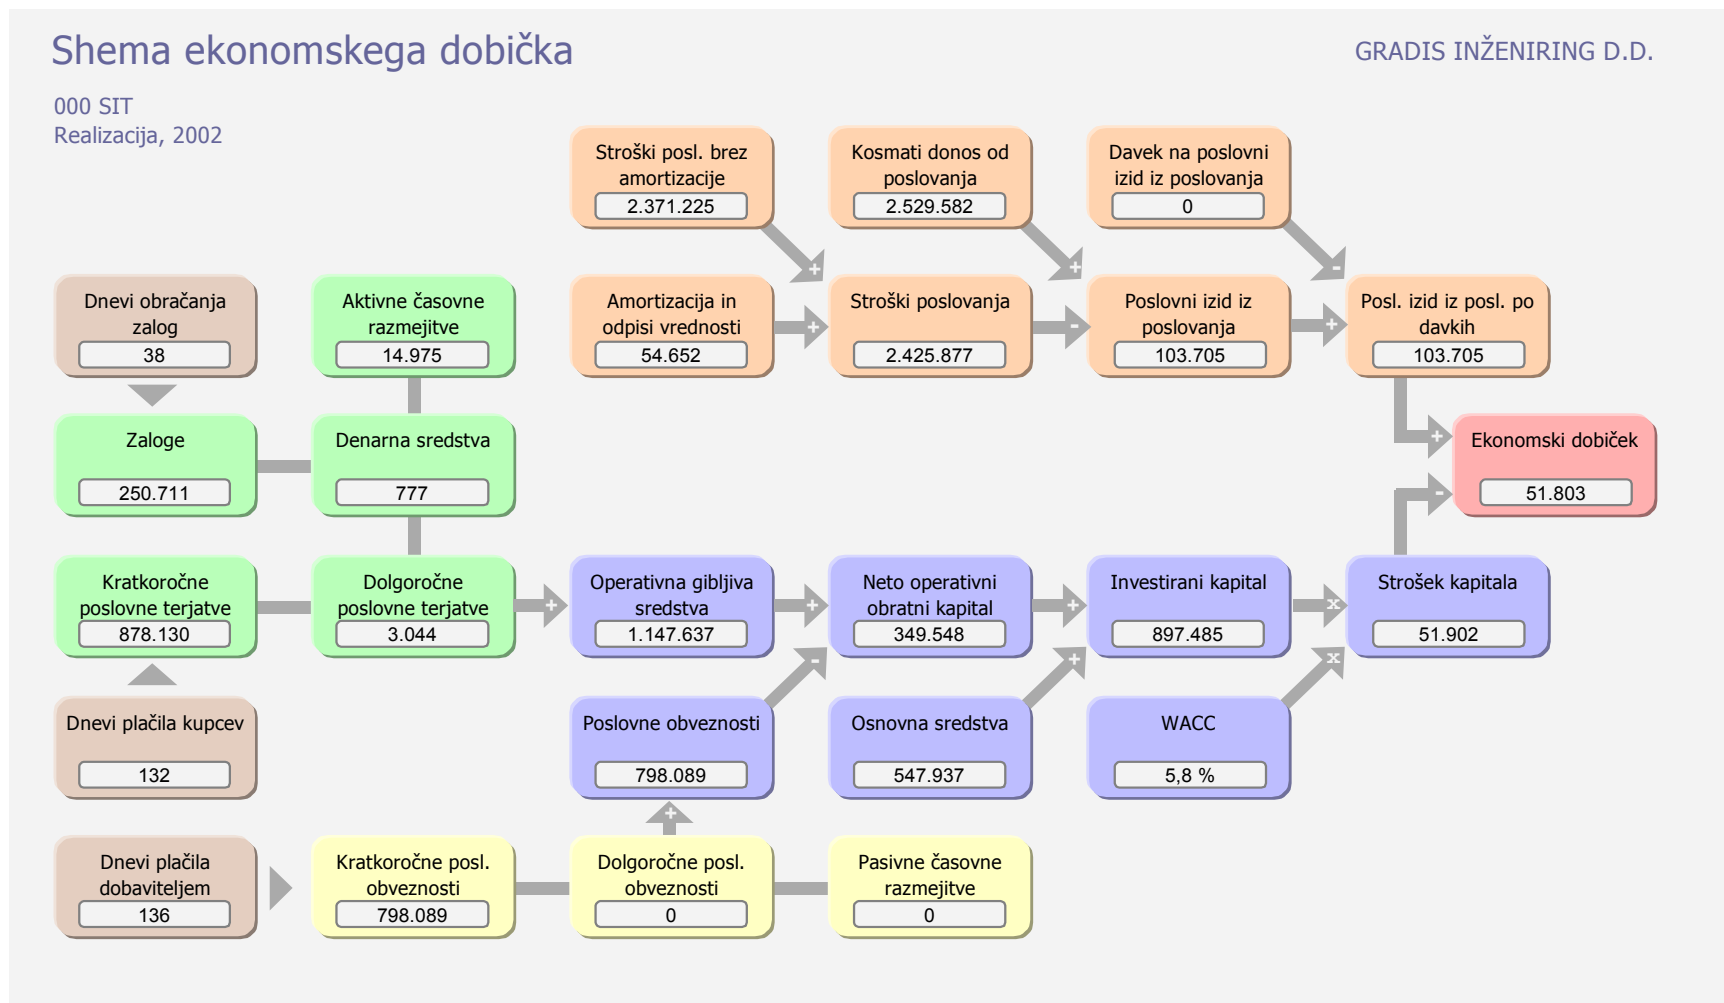 Shema ekonomskega dobička
GRADIS INŽENIRING D.D.
000 SIT
Realizacija, 2002
Stroški posl. brez
amortizacije
2.371.225
Kosmati donos od
poslovanja
2.529.582
Davek na poslovni
izid iz poslovanja
0
+
+
-
Dnevi obračanja
zalog
38
Aktivne časovne
razmejitve
14.975
Amortizacija in
odpisi vrednosti
54.652
+
Stroški poslovanja
2.425.877
-
Poslovni izid iz
poslovanja
103.705
+
Posl. izid iz posl. po
davkih
103.705
Zaloge
250.711
Denarna sredstva
777
+
-
Ekonomski dobiček
51.803
Kratkoročne
poslovne terjatve
878.130
Dolgoročne
poslovne terjatve
3.044
+
Operativna gibljiva
sredstva
1.147.637
+
Neto operativni
obratni kapital
349.548
+
Investirani kapital
897.485
x
Strošek kapitala
51.902
-
+
x
Dnevi plačila kupcev
132
Poslovne obveznosti
798.089
Osnovna sredstva
547.937
WACC
5,8 %
+
Dnevi plačila
dobaviteljem
136
Kratkoročne posl.
obveznosti
798.089
Dolgoročne posl.
obveznosti
0
Pasivne časovne
razmejitve
0